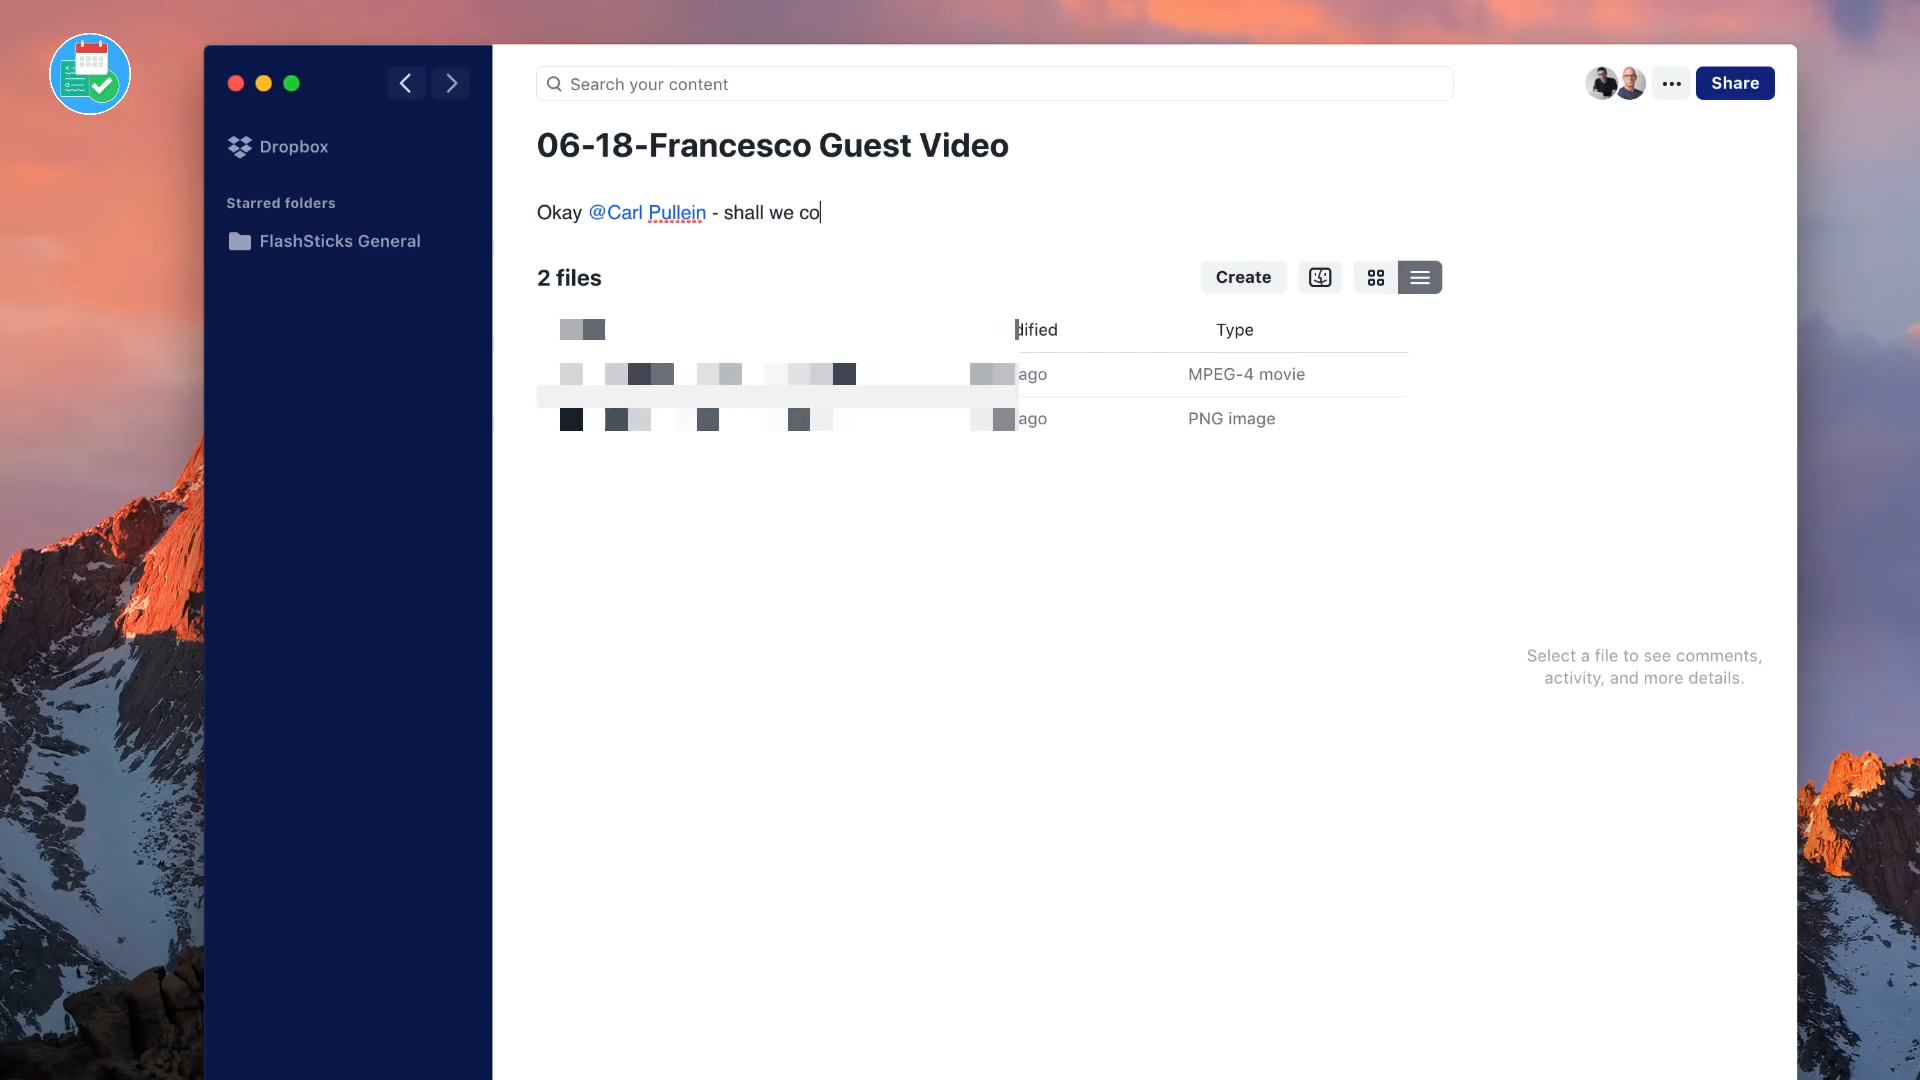 Search your content
Share
Dropbox
06-18-Francesco Guest Video
Starred folders
Okay @Carl Pullein - shall we co
FlashSticks General
2 files
Create
dified
Type
ago
MPEG-4 movie
ago
PNG image
Select a file to see comments,
activity, and more details.